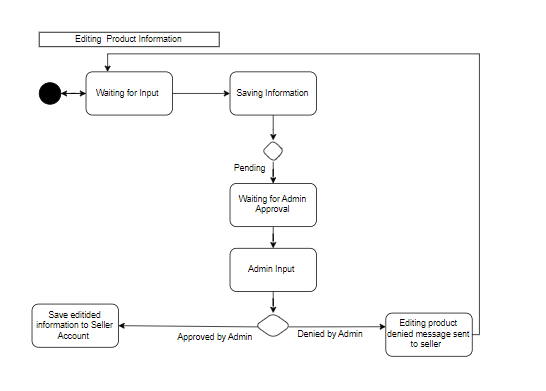 Editing Product Information
Waiting for Input
Saving Information
Pending
Waiting for Admin
Approval
Admin Input
Save editided
information to Seller
Account
Approved by Admin
Denied by Admin
Editing product
denied message sent
to seller